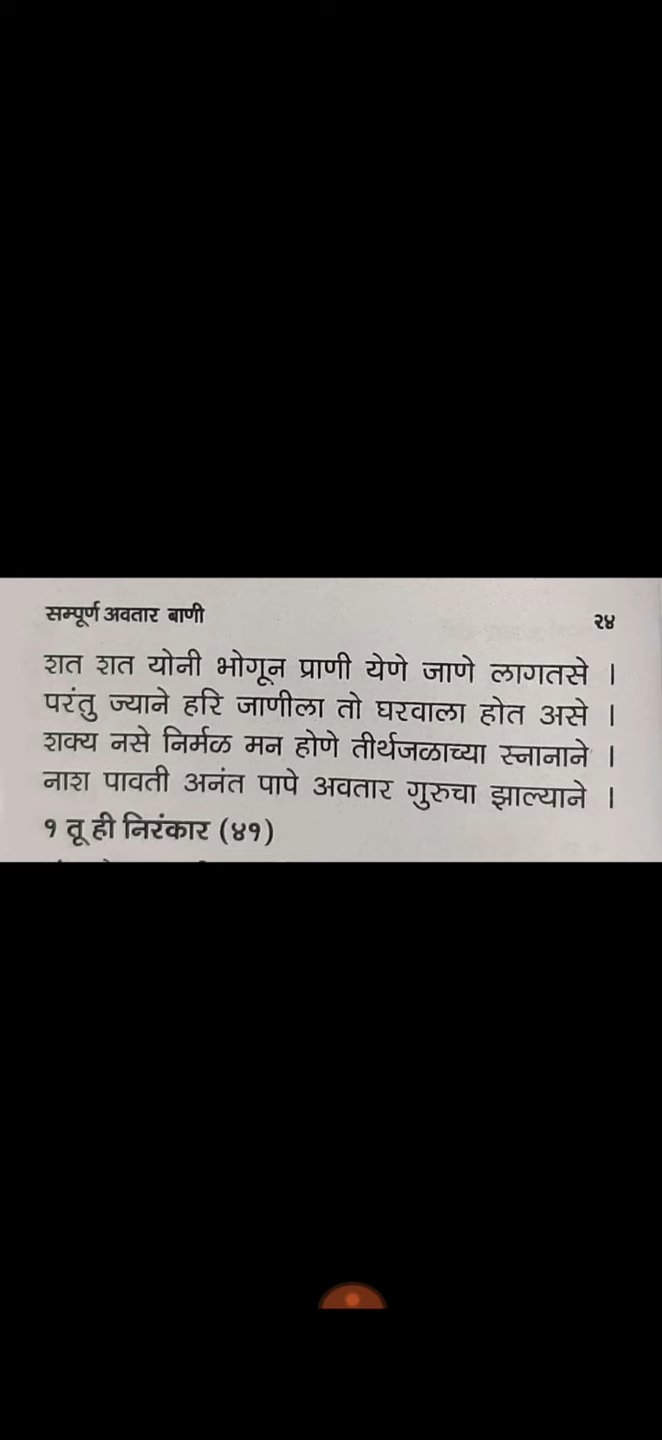 सम्पूर्ण अवतार बाणी २४
शत शत योनी भोगून प्राणी येणे जाणे लागतसे ।
परंतु ज्याने हरि जाणीला तो घरवाला होत असे ।
शक्य नसे निर्मळ मन होणे तीर्थजळाच्या स्नानाने ।
नाश पावती अनंत पापे अवतार गुरुचा झाल्याने ।
१ तू ही निरंकार (४१)